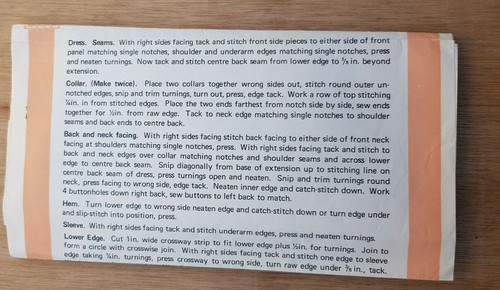 Dress. Seams. With right sides facing tack and stitch front side pieces to either side of front
panel matching single notches, shoulder and underarm edges matching single notches, press
and neaten turnings. Now tack and stitch centre back seam from lower edge to ⅝ in. beyond
extension.
Collar. (Make twice). Place two collars together wrong sides out, stitch round outer un-
notched edges, snip and trim turnings, turn out, press, edge tack. Work a row of top stitching
¼in. in from stitched edges. Place the two ends farthest from notch side by side, sew ends
together for ½in. from raw edge. Tack to neck edge matching single notches to shoulder
seams and back ends to centre back.
Back and neck facing. With right sides facing stitch back facing to either side of front neck
facing at shoulders matching single notches, press. With right sides facing tack and stitch to
back and neck edges over collar matching notches and shoulder seams and across lower
edge to centre back seam. Snip diagonally from base of extension up to stitching line on
centre back seam of dress, press turnings open and neaten. Snip and trim turnings round
neck, press facing to wrong side, edge tack. Neaten inner edge and catch-stitch down. Work
4 buttonholes down right back, sew buttons to left back to match.
Hem. Turn lower edge to wrong side neaten edge and catch-stitch down or turn edge under
and slip-stitch into position, press.
Sleeve. With right sides facing tack and stitch underarm edges, press and neaten turnings.
Lower Edge. Cut 1in. wide crossway strip to fit lower edge plus ½in. for turnings. Join to
form a circle with crosswise join. With right sides facing tack and stitch one edge to sleeve
edge taking ¼in. turnings, press crossway to wrong side, turn raw edge under ⅜ in., tack.